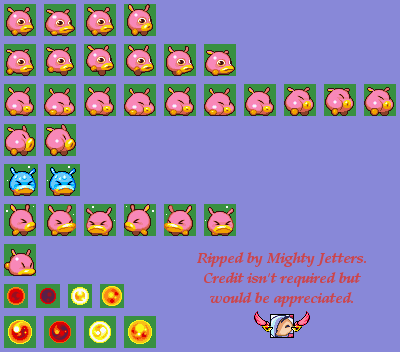 Ripped by Mighty Jetters.
Credit isn't required but
would be appreciated.